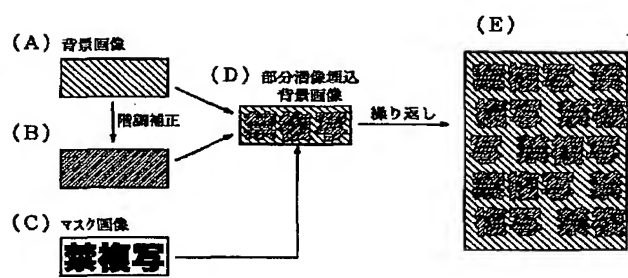 (E)
(A) 背景画像
(D) 部分潜像埋込
背景画像
階調補正
繰り返し
(B)
(C) マスク画像
禁複写